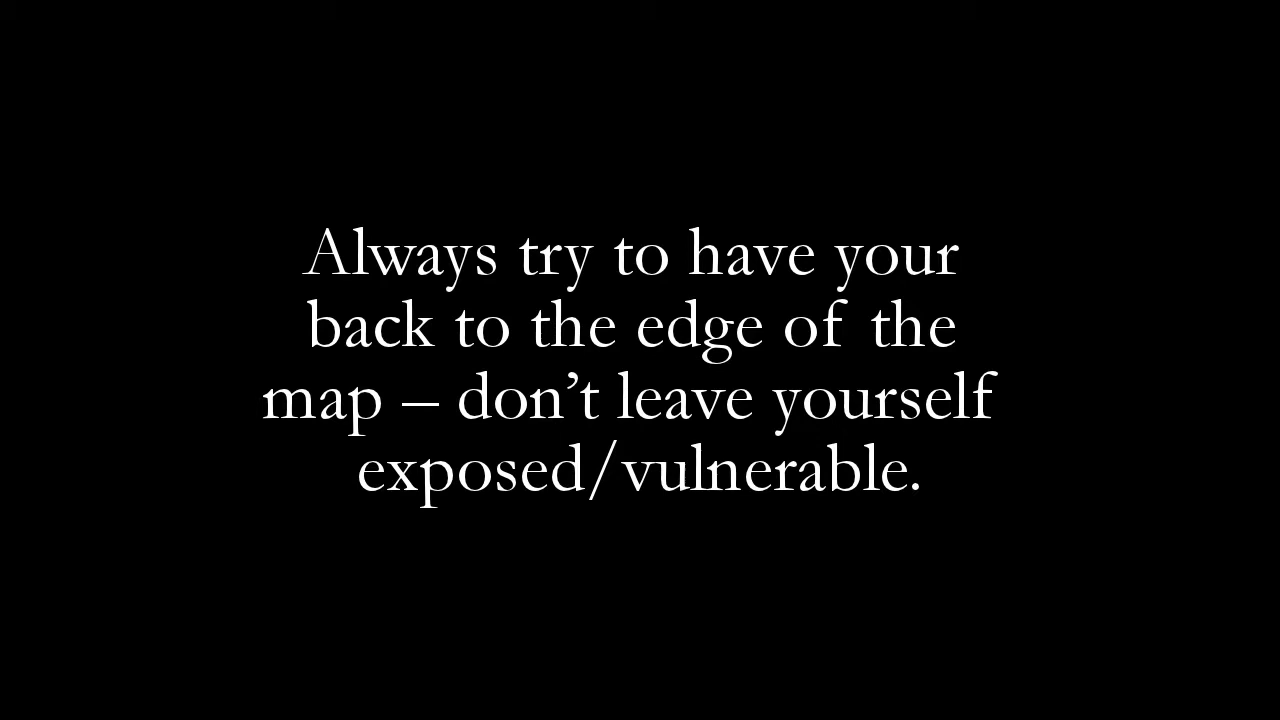 Always try to have your
back to the edge of the
map – don’t leave yourself
exposed/vulnerable.